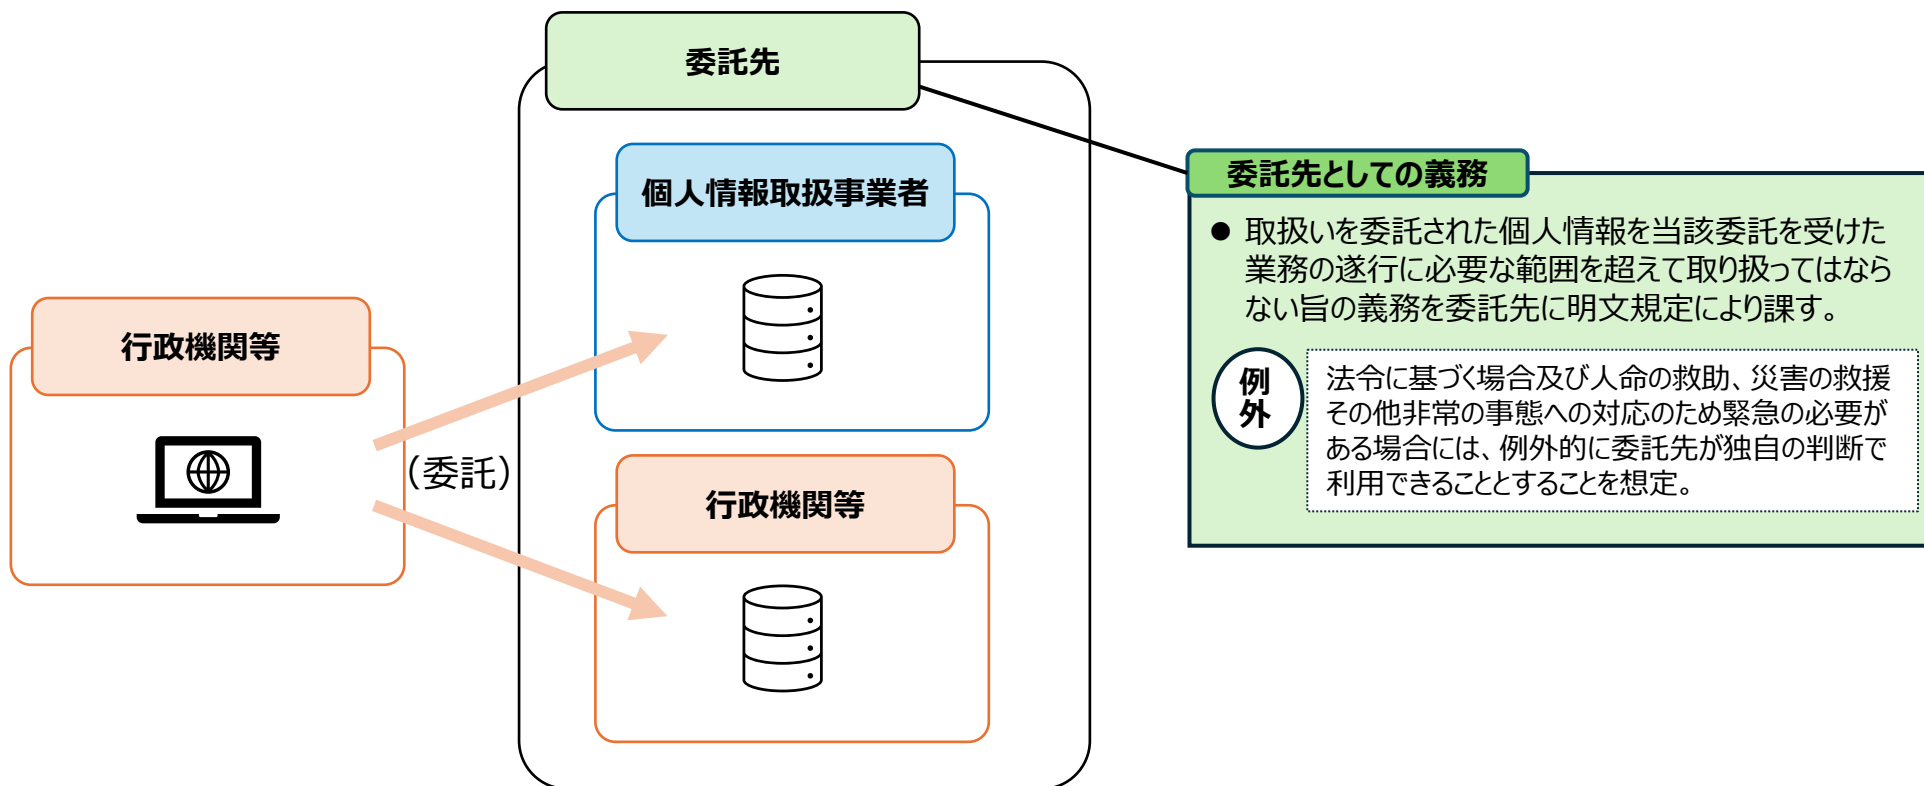 委託先
個人情報取扱事業者
行政機関等
(委託)
行政機関等
委託先としての義務
● 取扱いを委託された個人情報を当該委託を受けた
業務の遂行に必要な範囲を超えて取り扱ってはなら
ない旨の義務を委託先に明文規定により課す。
例
外
法令に基づく場合及び人命の救助、災害の救援
その他非常の事態への対応のため緊急の必要が
ある場合には、例外的に委託先が独自の判断で
利用できることとすることを想定。